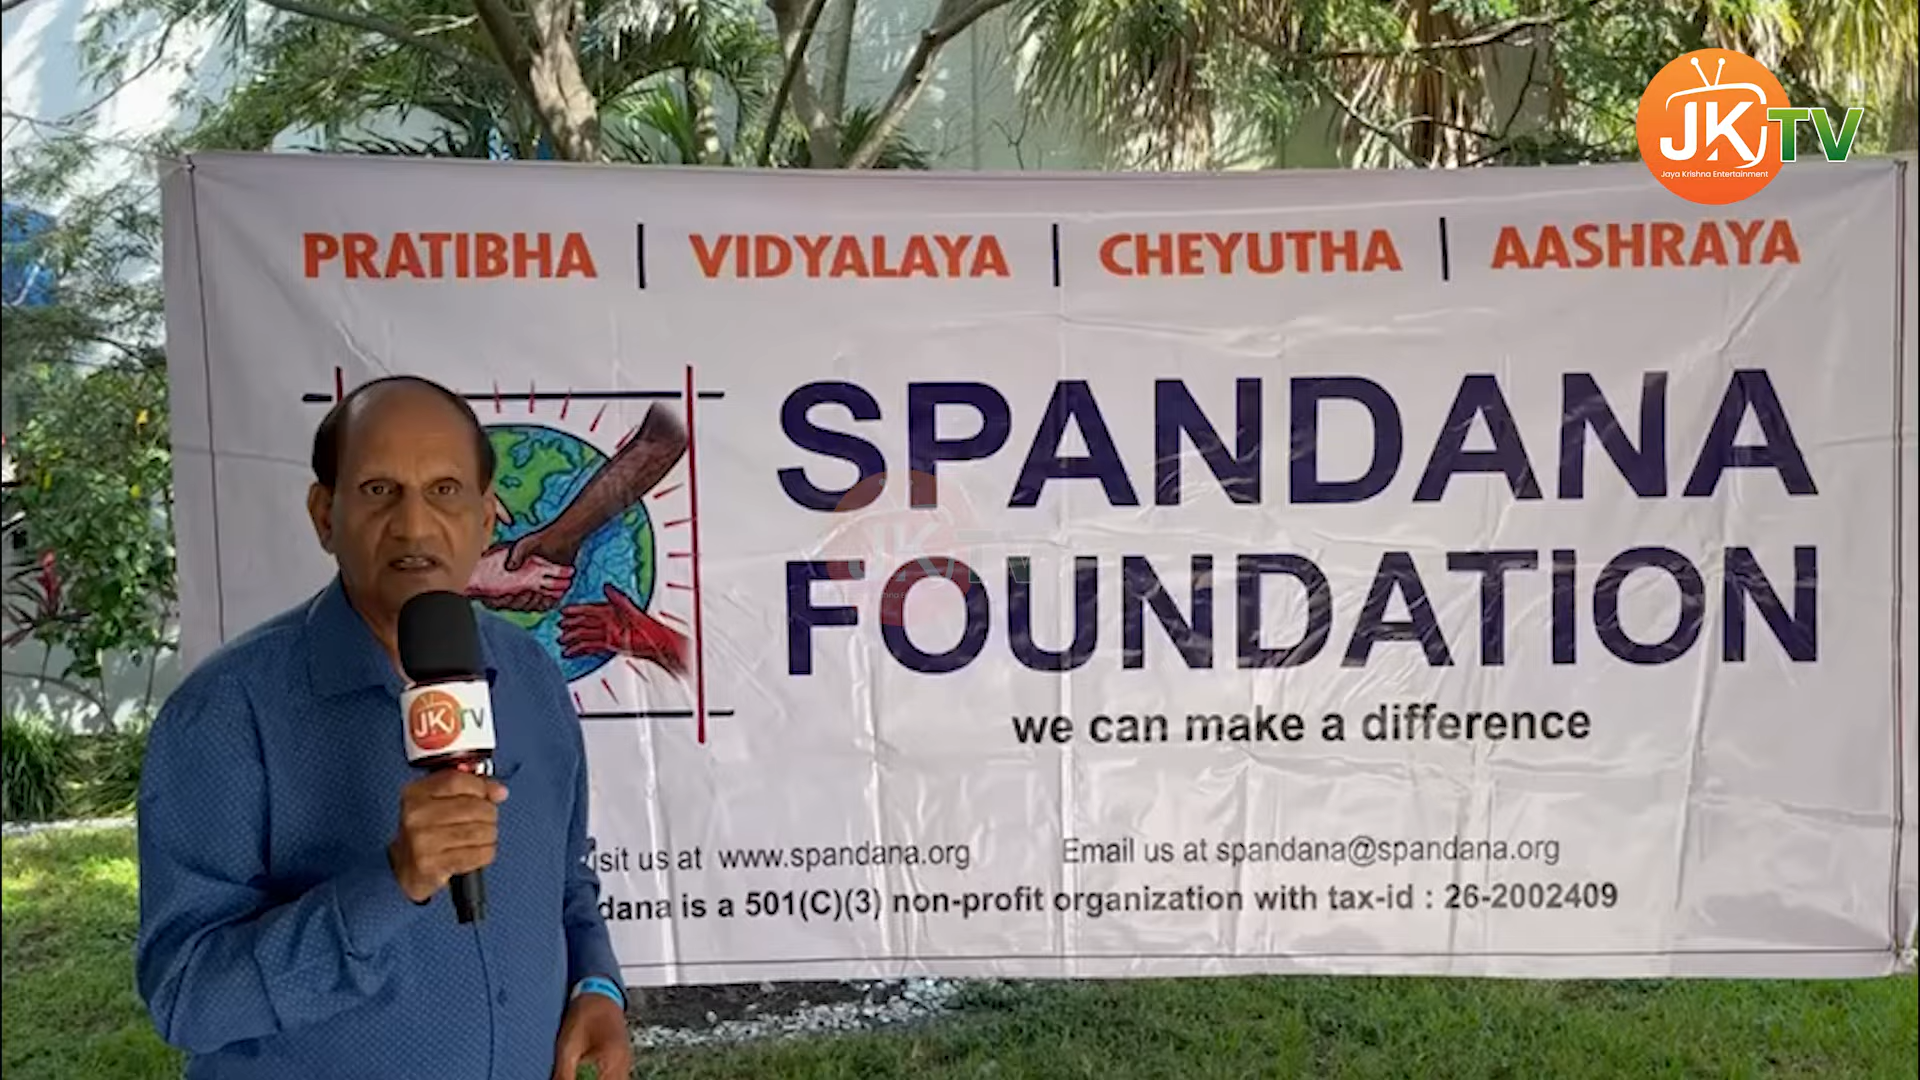 JKTV
Jaya Krishna Entertainment
PRATIBHA | VIDYALAYA | CHEYUTHA | AASHRAYA
SPANDANA
FOUNDATION
we can make a difference
JKTV
isit us at www.spandana.org Email us at spandana@spandana.org
dana is a 501(C)(3) non-profit organization with tax-id : 26-2002409
JKTV